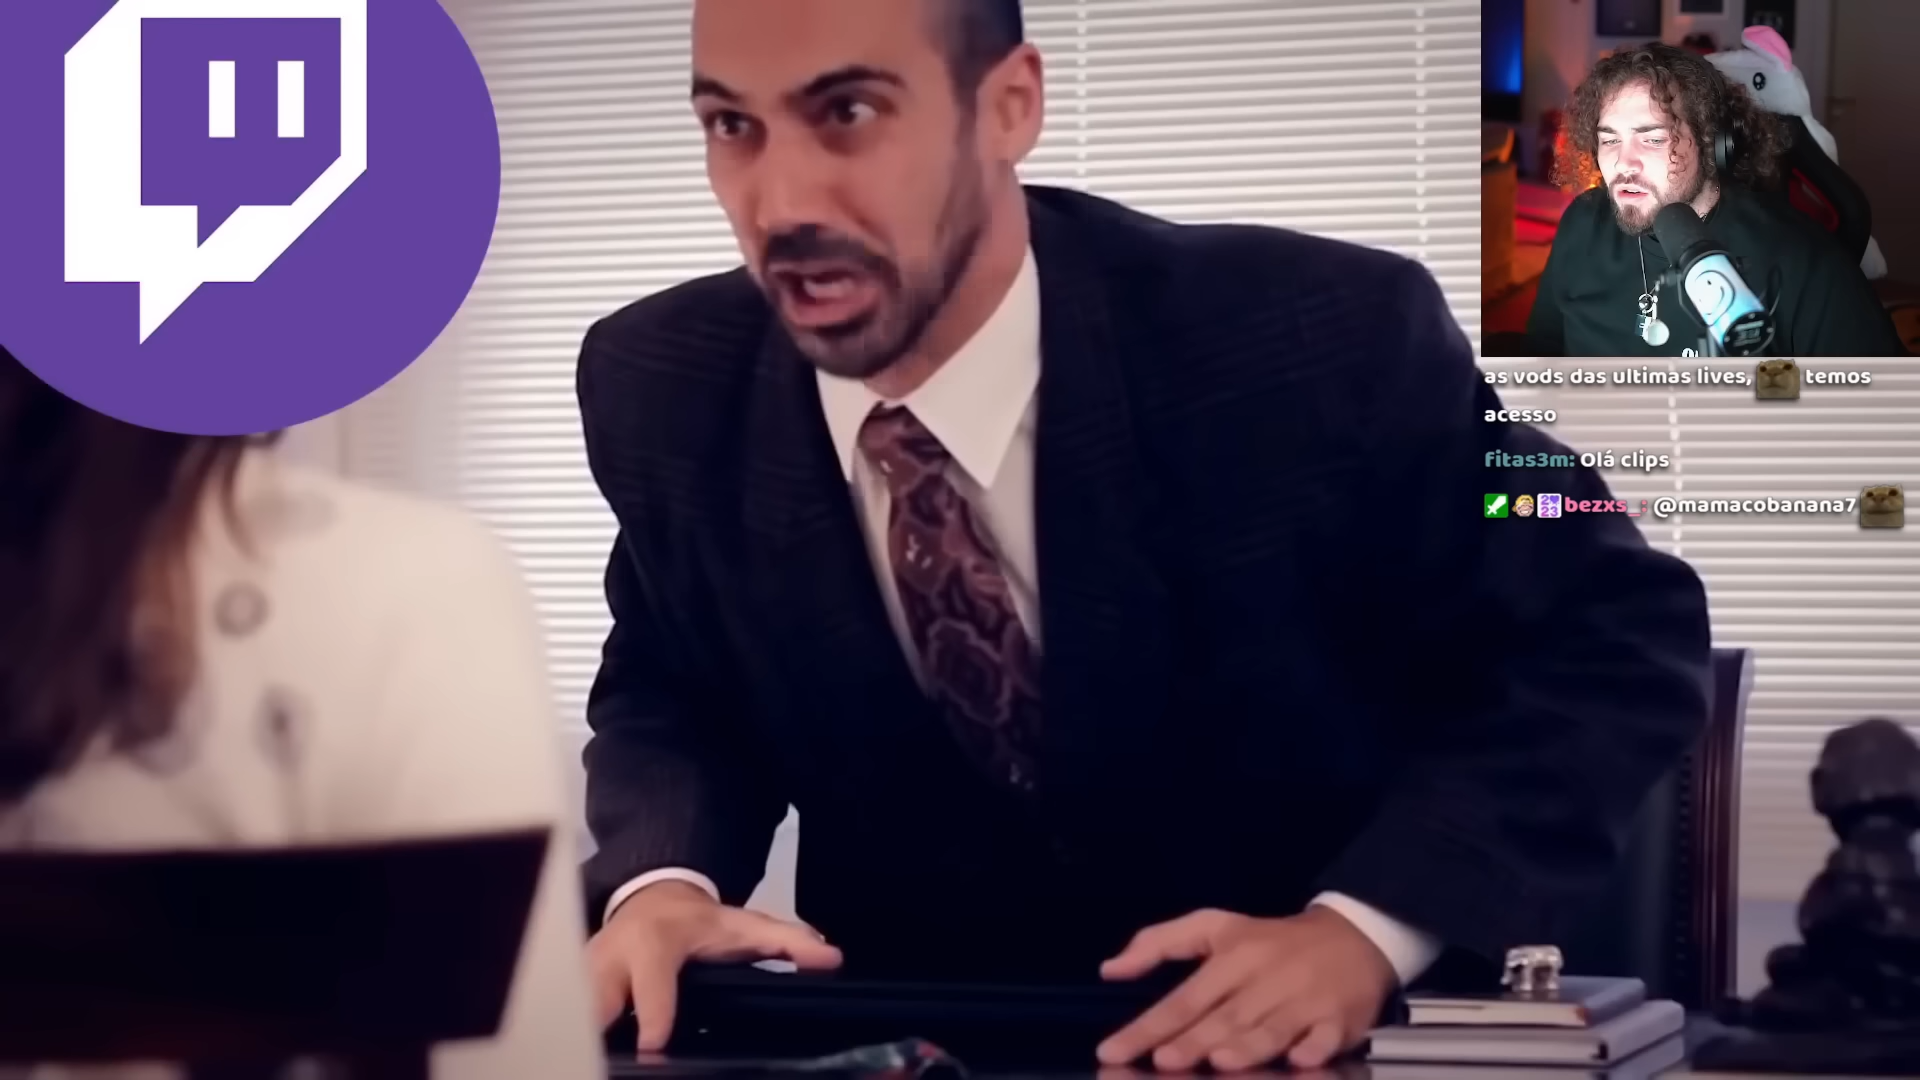 as vods das ultimas lives, temos
acesso
fitas3m: Olá clips
bezxs_: @mamacobanana7